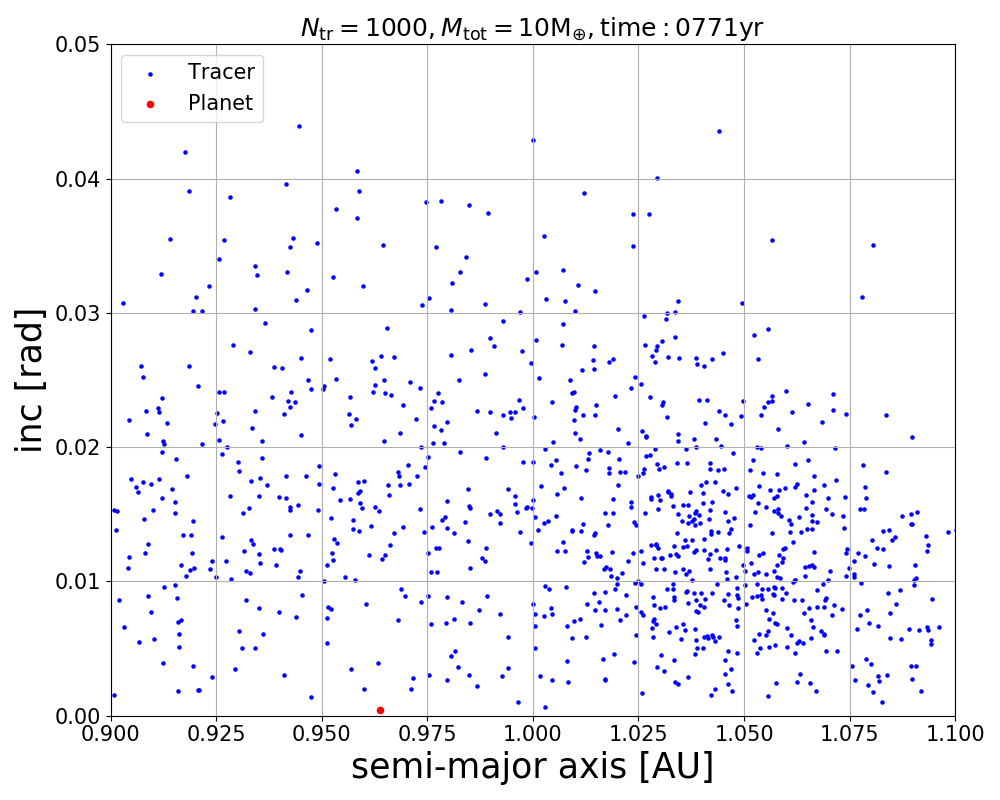 N_tr = 1000, M_tot = 10M_⊕, time : 0771yr
Tracer
Planet
0.05
0.04
0.03
0.02
0.01
0.00
inc [rad]
0.900 0.925 0.950 0.975 1.000 1.025 1.050 1.075 1.100
semi-major axis [AU]